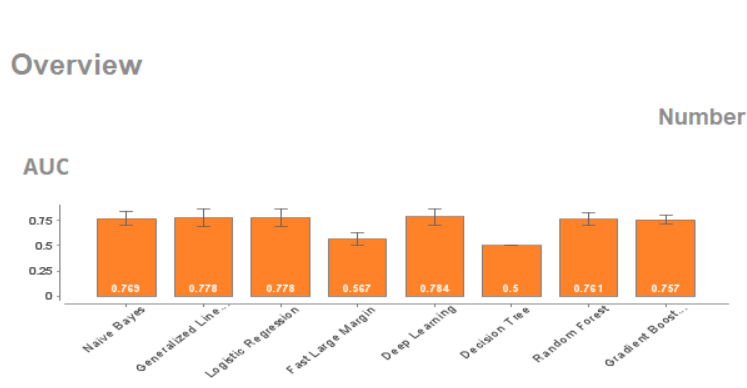 Overview
Number
AUC
0.75
0.5
0.25
0
0.769
0.778
0.778
0.567
0.784
0.5
0.761
0.757
Naive Bayes
Generalized Line...
Logistic Regression
Fast Large Margin
Deep Learning
Decision Tree
Random Forest
Gradient Boost...